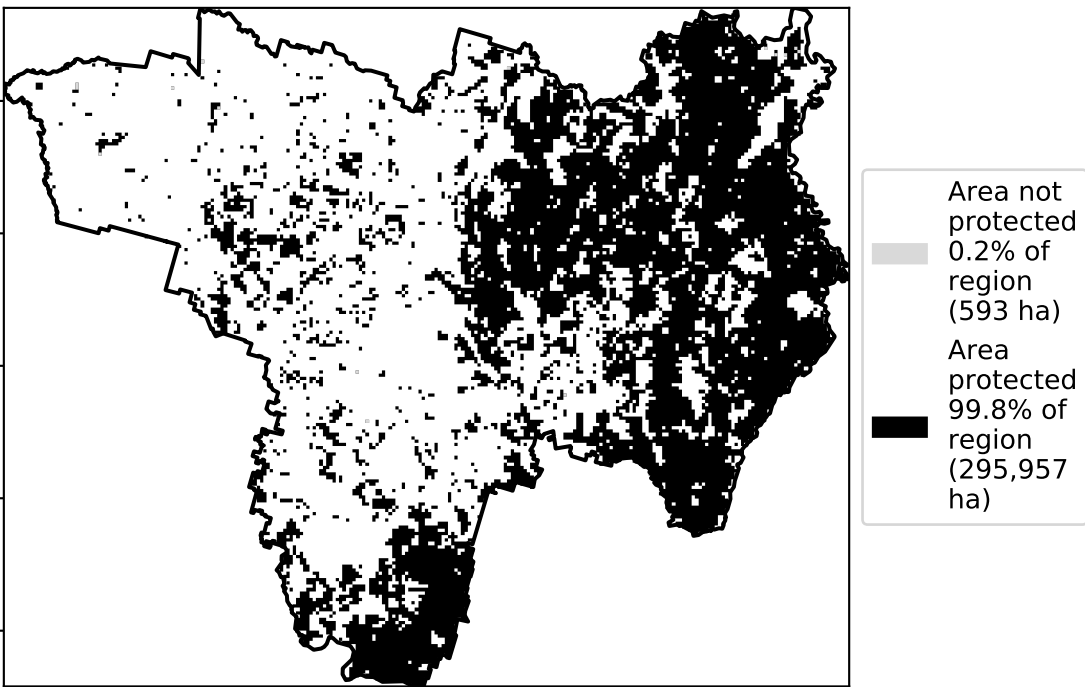 Area not
protected
0.2% of
region
(593 ha)
Area
protected
99.8% of
region
(295,957
ha)